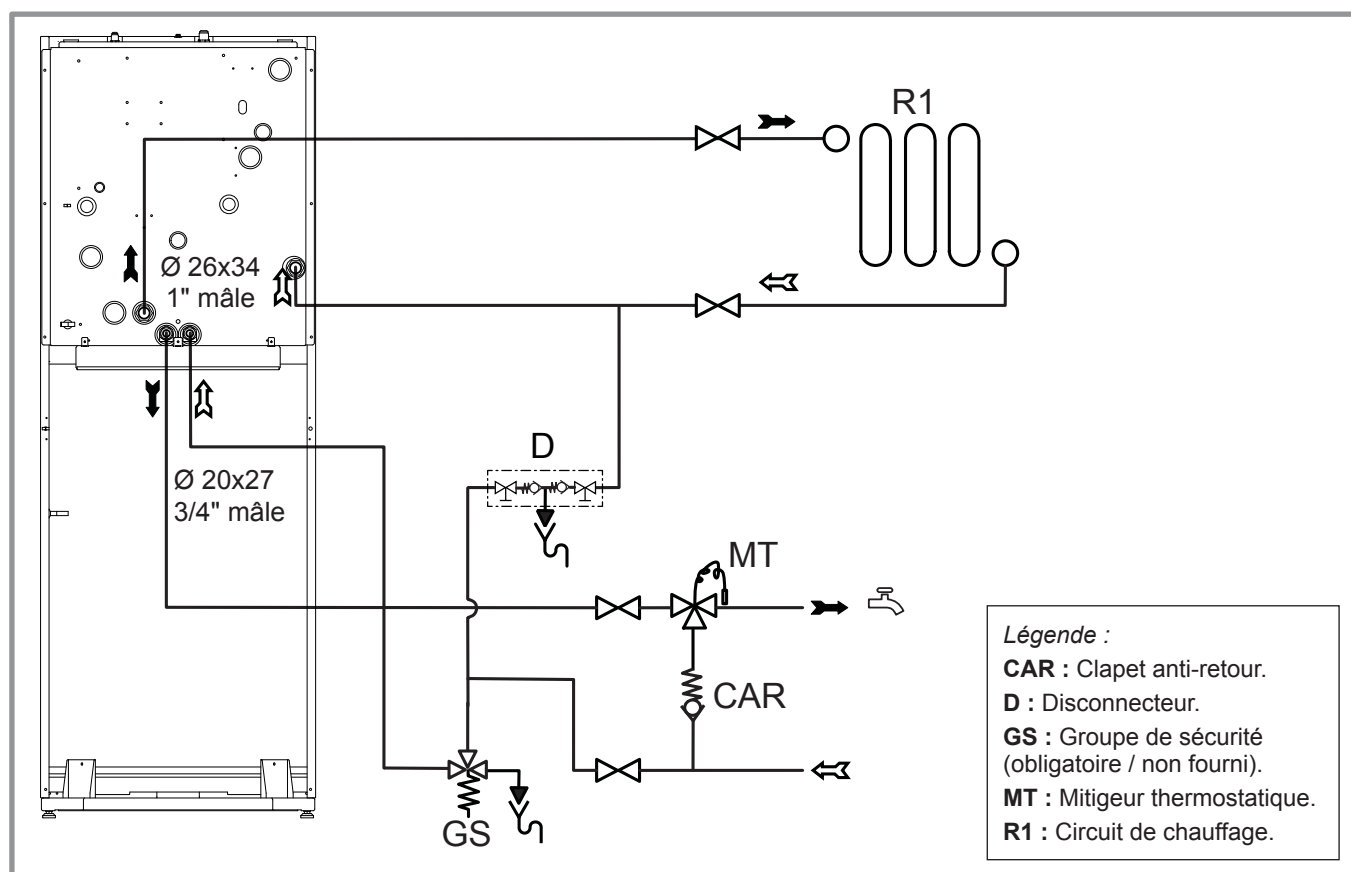 R1
Ø 26x34
1" mâle
D
Ø 20x27
3/4" mâle
MT
CAR
GS
Légende :
CAR : Clapet anti-retour.
D : Disconnecteur.
GS : Groupe de sécurité
(obligatoire / non fourni).
MT : Mitigeur thermostatique.
R1 : Circuit de chauffage.